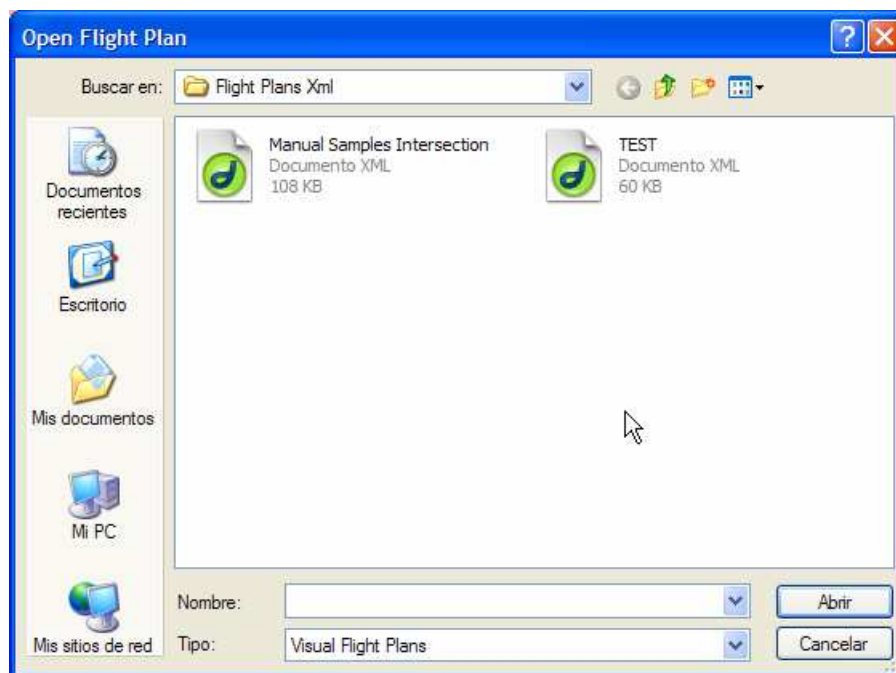 Open Flight Plan
Buscar en:
Flight Plans Xml
Documentos
recientes
Escritorio
Mis documentos
Mi PC
Mis sitios de red
Manual Samples Intersection
Documento XML
108 KB
TEST
Documento XML
60 KB
Nombre:
Abrir
Tipo:
Visual Flight Plans
Cancelar